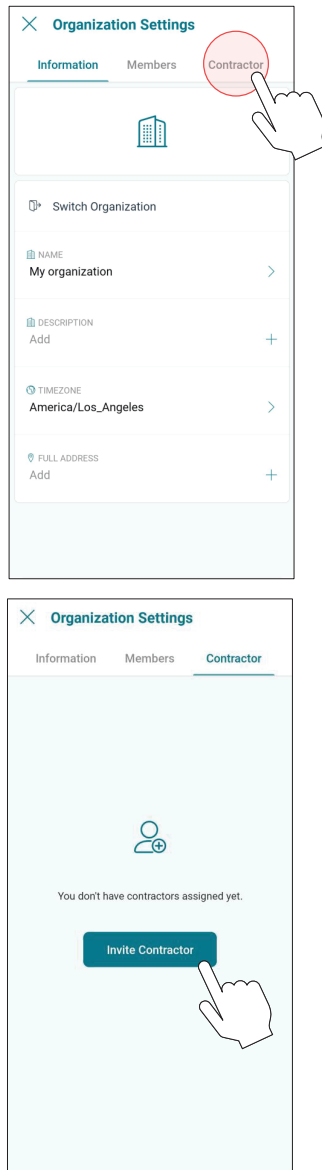 Organization Settings
Information Members Contractor
Switch Organization
NAME
My organization
DESCRIPTION
Add
TIMEZONE
America/Los_Angeles
FULL ADDRESS
Add
Organization Settings
Information Members Contractor
You don't have contractors assigned yet.
Invite Contractor